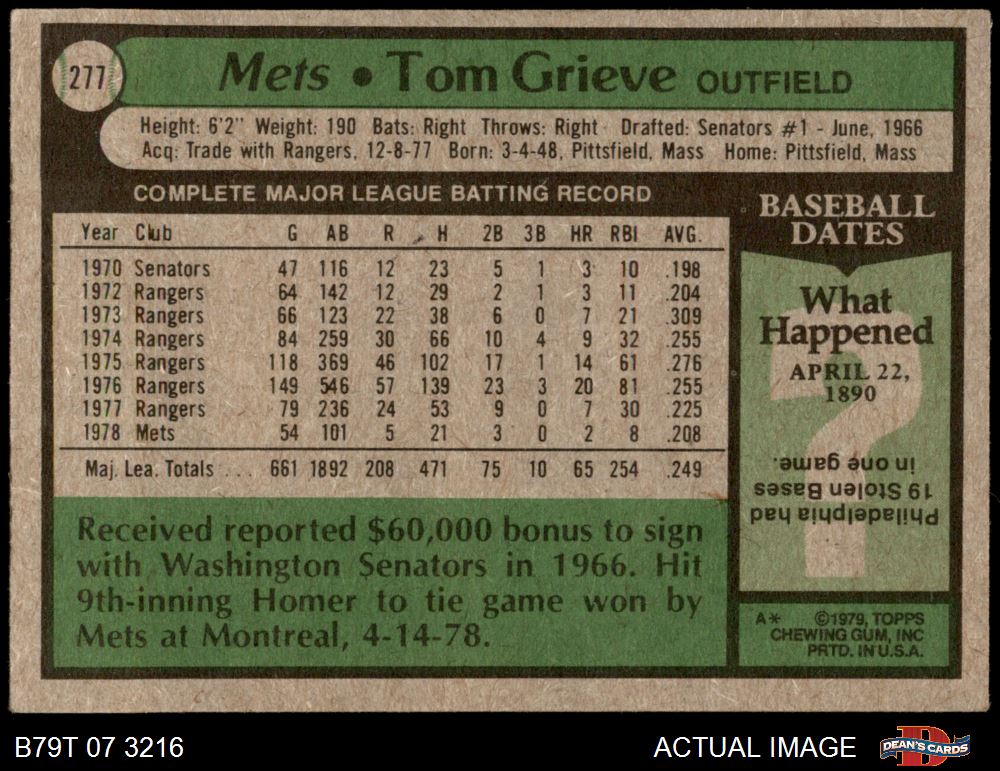 277
Mets • Tom Grieve OUTFIELD
Height: 6'2" Weight: 190 Bats: Right Throws: Right Drafted: Senators #1 - June, 1966
Acq: Trade with Rangers, 12-8-77 Born: 3-4-48, Pittsfield, Mass Home: Pittsfield, Mass
COMPLETE MAJOR LEAGUE BATTING RECORD
Year Club G AB R H 2B 3B HR RBI AVG.
1970 Senators 47 116 12 23 5 1 3 10 .198
1972 Rangers 64 142 12 29 2 1 3 11 .204
1973 Rangers 66 123 22 38 6 0 7 21 .309
1974 Rangers 84 259 30 66 10 4 9 32 .255
1975 Rangers 118 369 46 102 17 1 14 61 .276
1976 Rangers 149 546 57 139 23 3 20 81 .255
1977 Rangers 79 236 24 53 9 0 7 30 .225
1978 Mets 54 101 5 21 3 0 2 8 .208
Maj. Lea. Totals ... 661 1892 208 471 75 10 65 254 .249
Received reported $60,000 bonus to sign
with Washington Senators in 1966. Hit
9th-inning Homer to tie game won by
Mets at Montreal, 4-14-78.
BASEBALL
DATES
What
Happened
APRIL 22,
1890
?
Philadelphia had
19 Stolen Bases
in one game.
A* ©1979, TOPPS
CHEWING GUM, INC
PRTD. IN U.S.A.
B79T 07 3216
ACTUAL IMAGE
D
DEAN'S CARDS